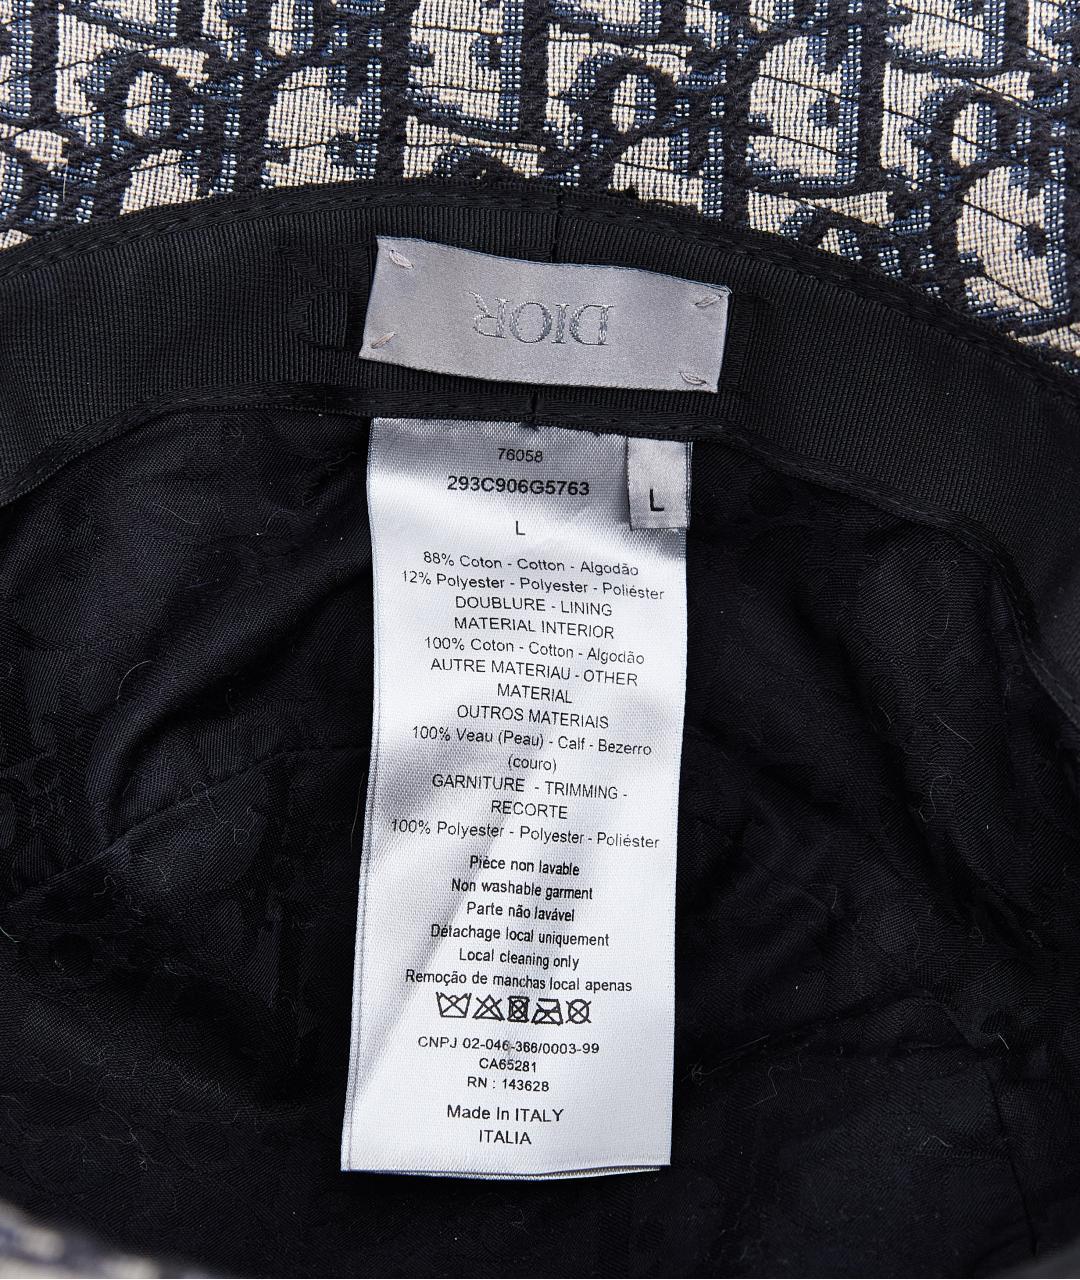 DIOR
76058
293C906G5763
L
L
88% Coton - Cotton - Algodão
12% Polyester - Polyester - Poliéster
DOUBLURE - LINING
MATERIAL INTERIOR
100% Coton - Cotton - Algodão
AUTRE MATERIAU - OTHER
MATERIAL
OUTROS MATERIAIS
100% Veau (Peau) - Calf - Bezerro
(couro)
GARNITURE - TRIMMING -
RECORTE
100% Polyester - Polyester - Poliéster
Pièce non lavable
Non washable garment
Parte não lavável
Détachage local uniquement
Local cleaning only
Remoção de manchas local apenas
CNPJ 02-046-366/0003-99
CA65281
RN : 143628
Made In ITALY
ITALIA